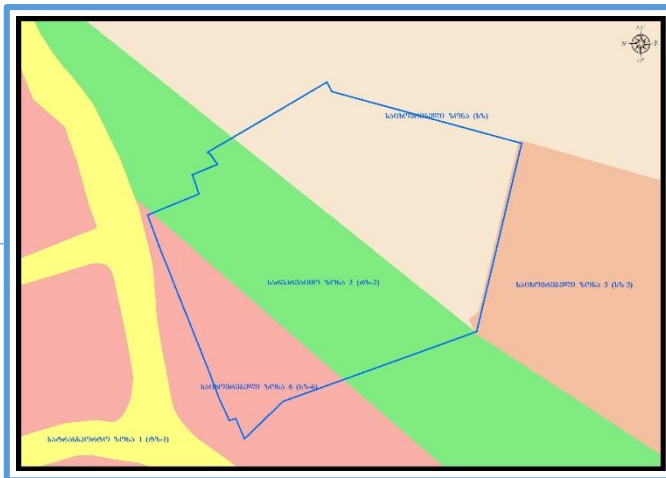 საცხოვრებელი ზონა (სზ)
სარეკრეაციო ზონა 2 (რზ-2)
საცხოვრებელი ზონა 5 (სზ-5)
საცხოვრებელი ზონა 6 (სზ-6)
სატრანსპორტო ზონა 1 (ტზ-1)